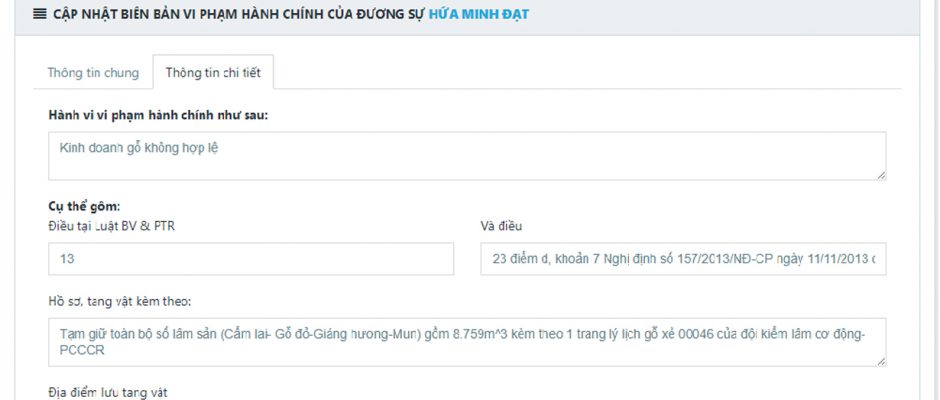 CẬP NHẬT BIÊN BẢN VI PHẠM HÀNH CHÍNH CỦA ĐƯƠNG SỰ HỨA MINH ĐẠT
Thông tin chung
Thông tin chi tiết
Hành vi vi phạm hành chính như sau:
Kinh doanh gỗ không hợp lệ
Cụ thể gồm:
Điều tại Luật BV & PTR
Và điều
13
23 điểm d, khoản 7 Nghị định số 157/2013/NĐ-CP ngày 11/11/2013 c
Hồ sơ, tang vật kèm theo:
Tạm giữ toàn bộ số lâm sản (Cẩm lai- Gỗ đỏ-Giáng hương-Mun) gồm 8.759m^3 kèm theo 1 trang lý lịch gỗ xẻ 00046 của đội kiểm lâm cơ động-
PCCCR
Địa điểm lưu tang vật